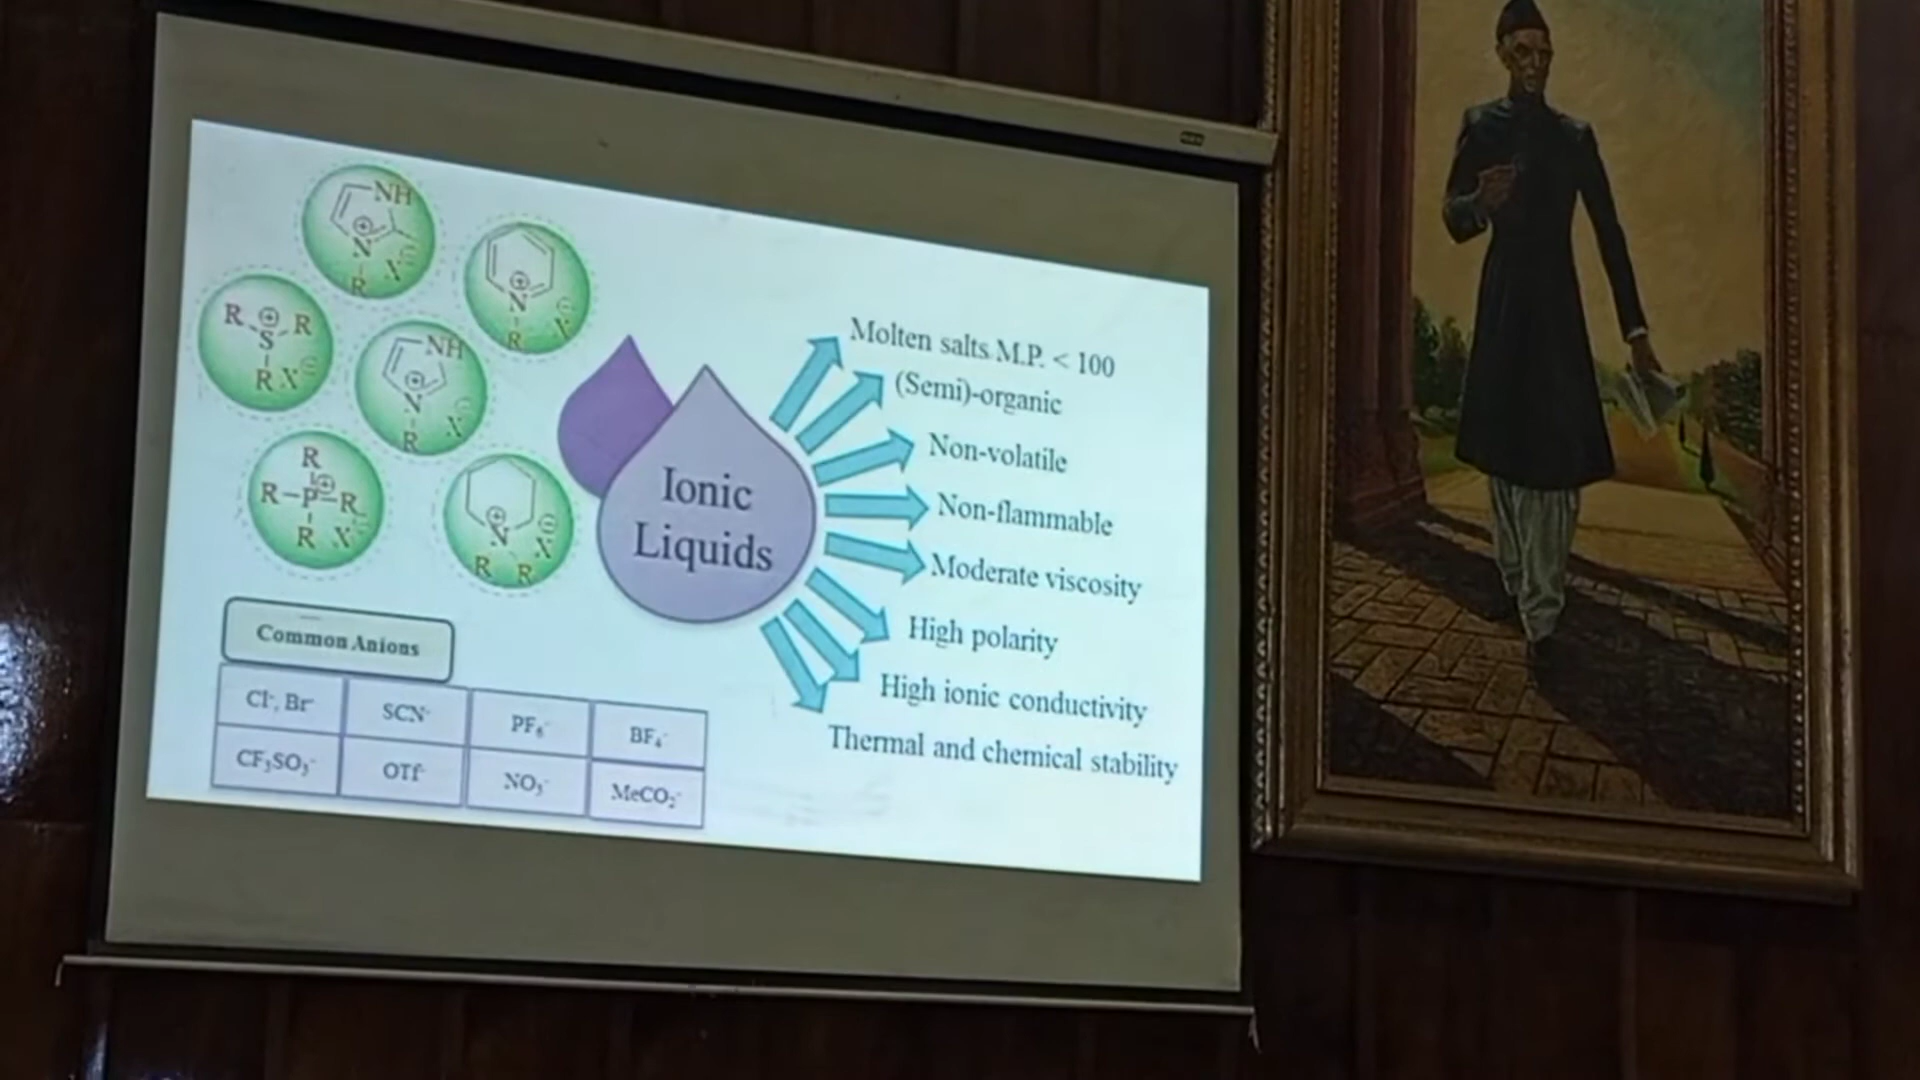 NH
N
R X⊖
N
R X⊖
R S R
R X⊖
NH
N
R X⊖
R
R-P-R
R X⊖
N
R R X⊖
Ionic
Liquids
Molten salts M.P. < 100
(Semi)-organic
Non-volatile
Non-flammable
Moderate viscosity
High polarity
High ionic conductivity
Thermal and chemical stability
Common Anions
Cl⁻, Br⁻ SCN⁻ PF₆⁻ BF₄⁻
CF₃SO₃⁻ OTf⁻ NO₃⁻ MeCO₂⁻